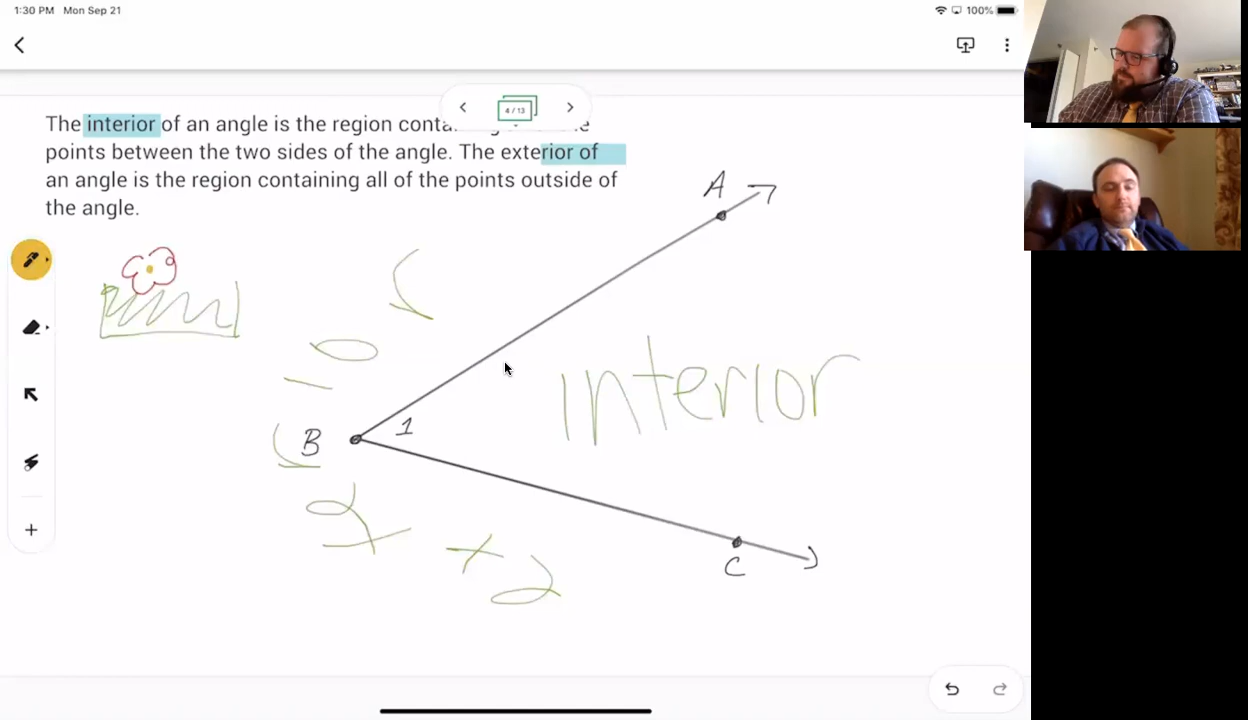 1:30 PM Mon Sep 21
100%
4 / 13
The interior of an angle is the region
points between the two sides of the angle. The exterior of
an angle is the region containing all of the points outside of
the angle.
A
interior
B
1
exterior
C